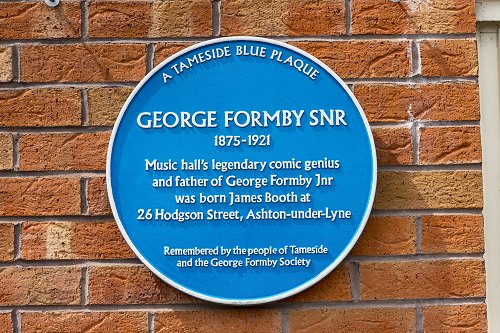 A TAMESIDE BLUE PLAQUE
GEORGE FORMBY SNR
1875-1921
Music hall's legendary comic genius
and father of George Formby Jnr
was born James Booth at
26 Hodgson Street, Ashton-under-Lyne
Remembered by the people of Tameside
and the George Formby Society